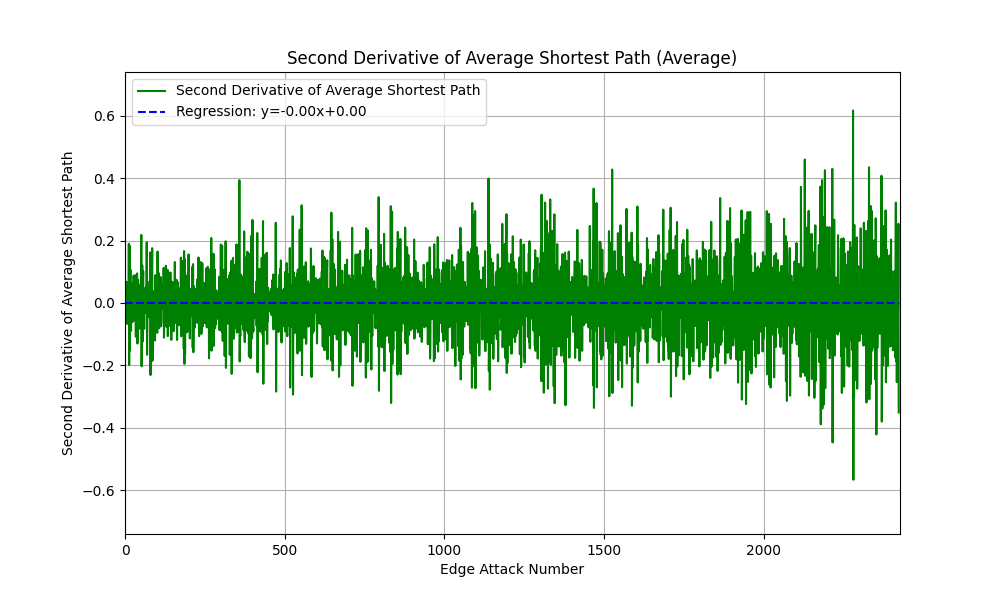 Second Derivative of Average Shortest Path (Average)
Second Derivative of Average Shortest Path
Regression: y=-0.00x+0.00
Second Derivative of Average Shortest Path
0.6
0.4
0.2
0.0
−0.2
−0.4
−0.6
0 500 1000 1500 2000
Edge Attack Number